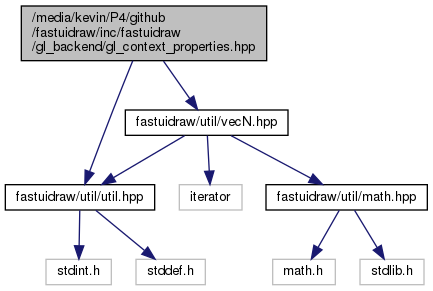 /media/kevin/P4/github
/fastuidraw/inc/fastuidraw
/gl_backend/gl_context_properties.hpp
fastuidraw/util/vecN.hpp
fastuidraw/util/util.hpp
iterator
fastuidraw/util/math.hpp
stdint.h
stddef.h
math.h
stdlib.h